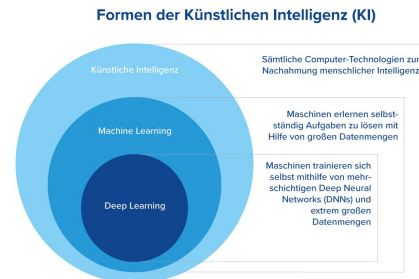 Formen der Künstlichen Intelligenz (KI)
Künstliche Intelligenz
Sämtliche Computer-Technologien zur
Nachahmung menschlicher Intelligenz
Machine Learning
Maschinen erlernen selbst-
ständig Aufgaben zu lösen mit
Hilfe von großen Datenmengen
Deep Learning
Maschinen trainieren sich
selbst mithilfe von mehr-
schichtigen Deep Neural
Networks (DNNs) und
extrem großen
Datenmengen